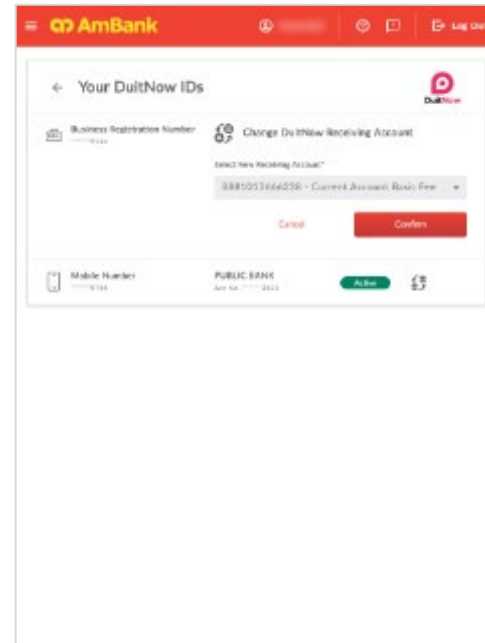 AmBank
Log Out
Your DuitNow IDs
DuitNow
Business Registration Number
Change DuitNow Receiving Account
Select New Receiving Account*
Current Account Basic Fee
Cancel
Confirm
Mobile Number
PUBLIC BANK
Active